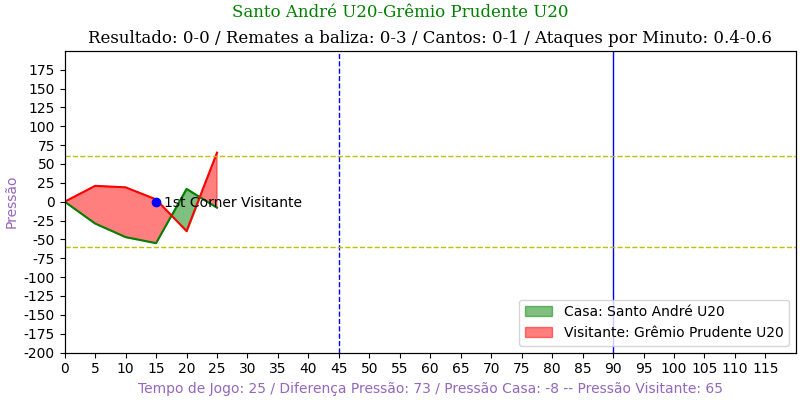 Santo André U20-Grêmio Prudente U20
Resultado: 0-0 / Remates a baliza: 0-3 / Cantos: 0-1 / Ataques por Minuto: 0.4-0.6
Pressão
175
150
125
100
75
50
25
0
-25
-50
-75
-100
-125
-150
-175
-200
1st Corner Visitante
Casa: Santo André U20
Visitante: Grêmio Prudente U20
0 5 10 15 20 25 30 35 40 45 50 55 60 65 70 75 80 85 90 95 100 105 110 115
Tempo de Jogo: 25 / Diferença Pressão: 73 / Pressão Casa: -8 -- Pressão Visitante: 65